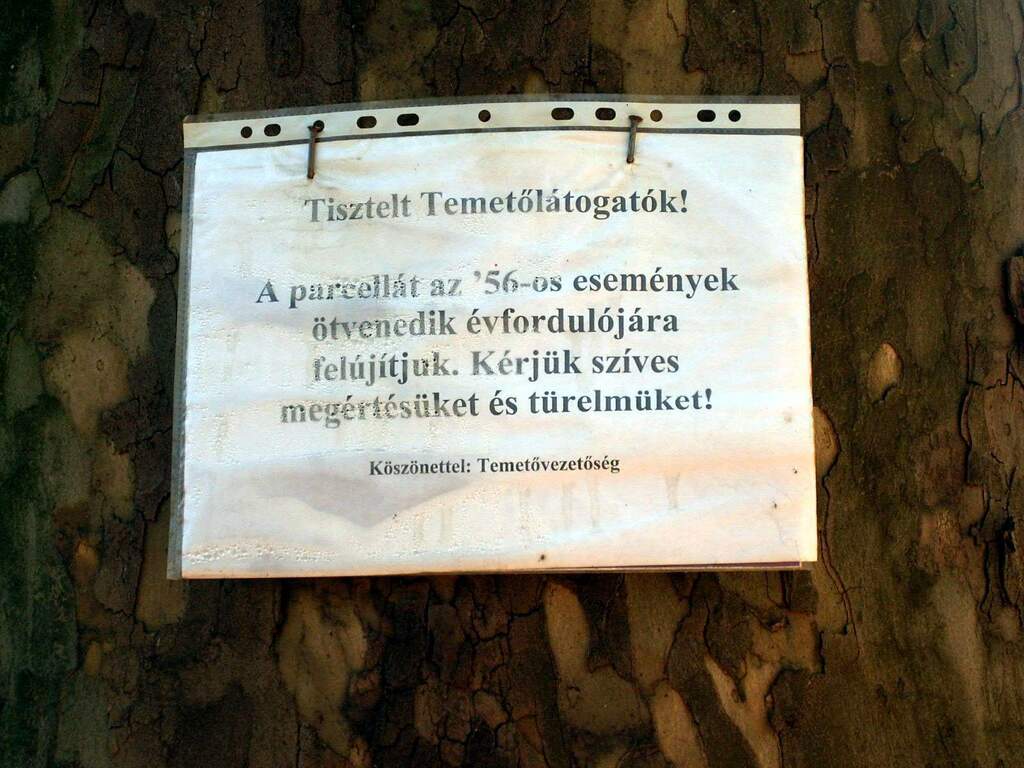 Tisztelt Temetőlátogatók!
A parcellát az ’56-os események
ötvenedik évfordulójára
felújítjuk. Kérjük szíves
megértésüket és türelmüket!
Köszönettel: Temetővezetőség